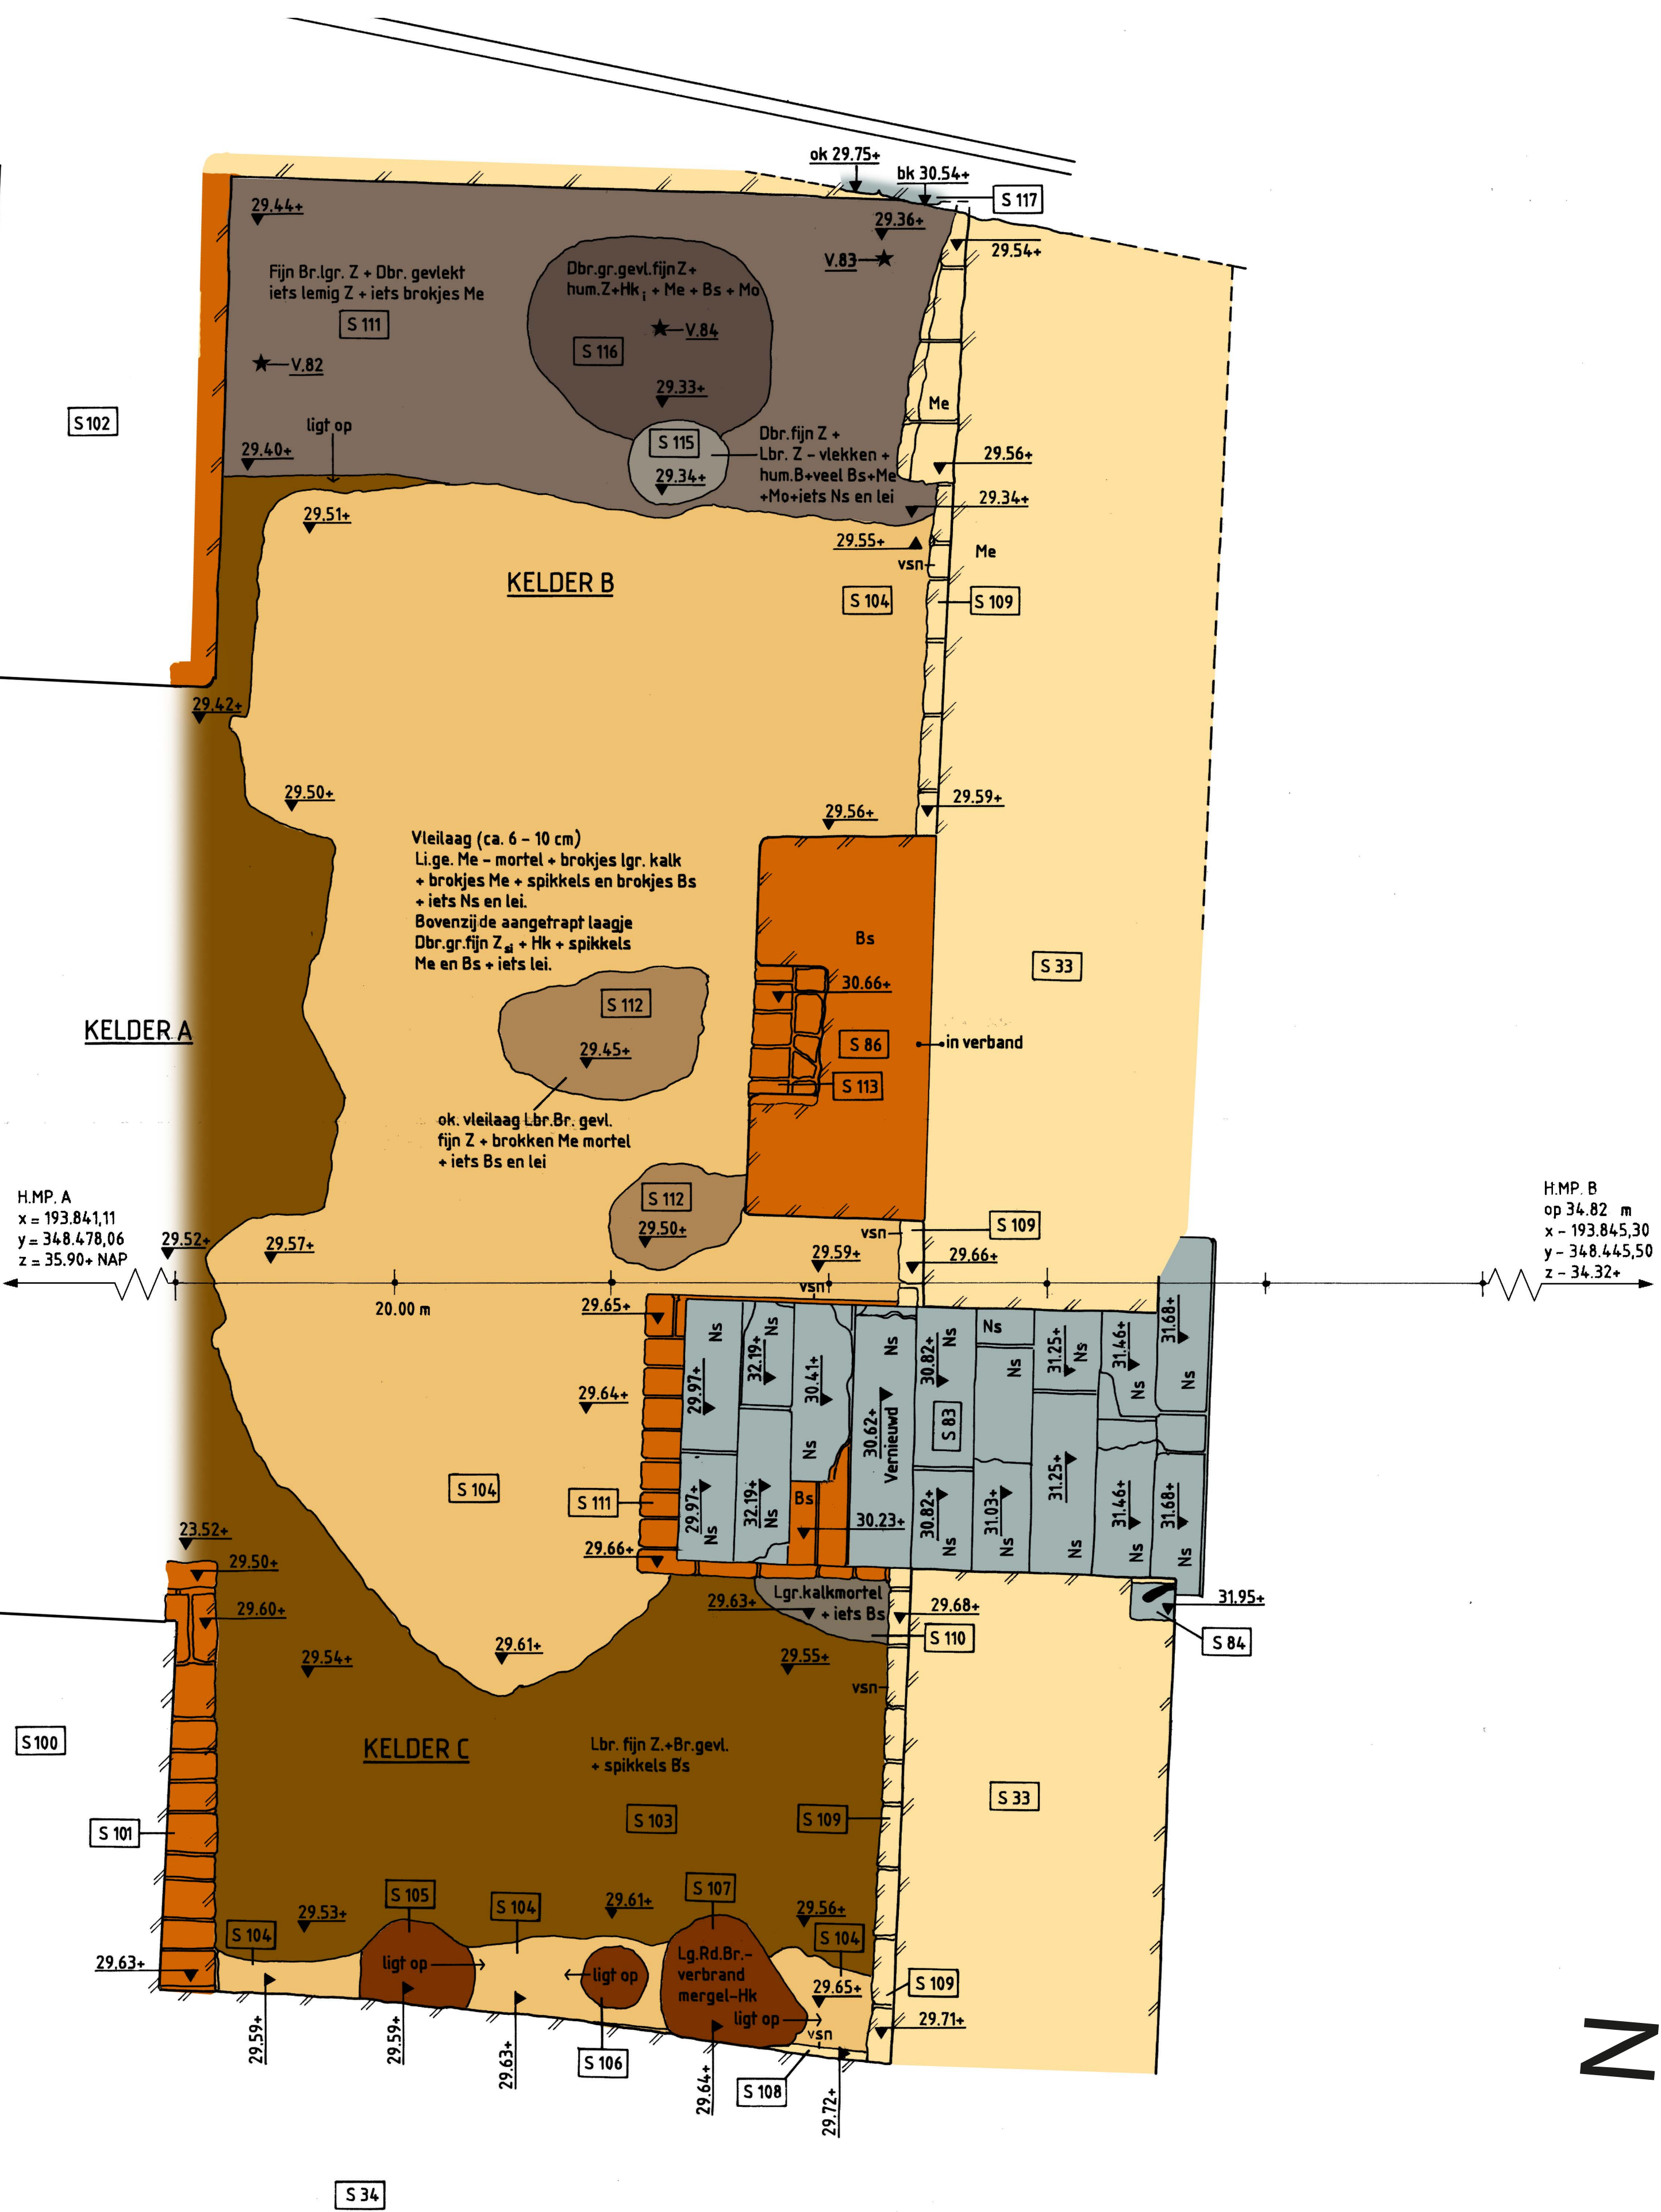 ok 29.75+
bk 30.54+
S 117
29.44+
29.36+
29.54+
V.83
Fijn Br.lgr. Z + Dbr. gevlekt
iets lemig Z + iets brokjes Me
S 111
V.82
Dbr.gr.gevl.fijn Z +
hum.Z+Hki + Me + Bs + Mo
V.84
S 116
29.33+
S 102
ligt op
29.40+
S 115
29.34+
Dbr.fijn Z +
Lbr. Z – vlekken +
hum.B+veel Bs+Me
+Mo+iets Ns en lei
Me
29.56+
29.34+
29.51+
29.55+
Me
vsn
KELDER B
S 104
S 109
29.42+
29.50+
29.56+
29.59+
Vleilaag (ca. 6 – 10 cm)
Li.ge. Me – mortel + brokjes lgr. kalk
+ brokjes Me + spikkels en brokjes Bs
+ iets Ns en lei.
Bovenzijde aangetrapt laagje
Dbr.gr.fijn Zsi + Hk + spikkels
Me en Bs + iets lei.
Bs
S 33
30.66+
S 112
29.45+
KELDER A
S 86
in verband
S 113
ok. vleilaag Lbr.Br. gevl.
fijn Z + brokken Me mortel
+ iets Bs en lei
S 112
29.50+
H.MP. A
x = 193.841,11
y = 348.478,06
z = 35.90+ NAP
H.MP. B
op 34.82 m
x – 193.845,30
y – 348.445,50
z – 34.32+
29.52+
29.57+
vsn
S 109
29.59+
29.66+
vsn
20.00 m
29.65+
29.97+
Ns
32.19+
Ns
30.41+
Ns
30.62+
Vernieuwd
Ns
30.82+
Ns
Ns
Ns
31.25+
Ns
31.46+
Ns
31.68+
Ns
29.64+
S 83
S 104
S 111
29.97+
Ns
32.19+
Ns
Bs
30.23+
30.82+
Ns
31.03+
Ns
31.25+
Ns
31.46+
Ns
31.68+
Ns
23.52+
29.50+
29.66+
29.60+
29.63+
Lgr.kalkmortel
+ iets Bs
29.68+
31.95+
S 110
S 84
29.61+
29.54+
29.55+
vsn
S 100
KELDER C
Lbr. fijn Z.+Br.gevl.
+ spikkels Bs
S 33
S 101
S 103
S 109
S 105
S 107
29.53+
S 104
29.61+
29.56+
S 104
S 104
29.63+
ligt op
ligt op
Lg.Rd.Br.–
verbrand
mergel–Hk
ligt op
29.65+
S 109
29.71+
vsn
29.59+
29.59+
29.63+
S 106
29.64+
S 108
29.72+
N
S 34